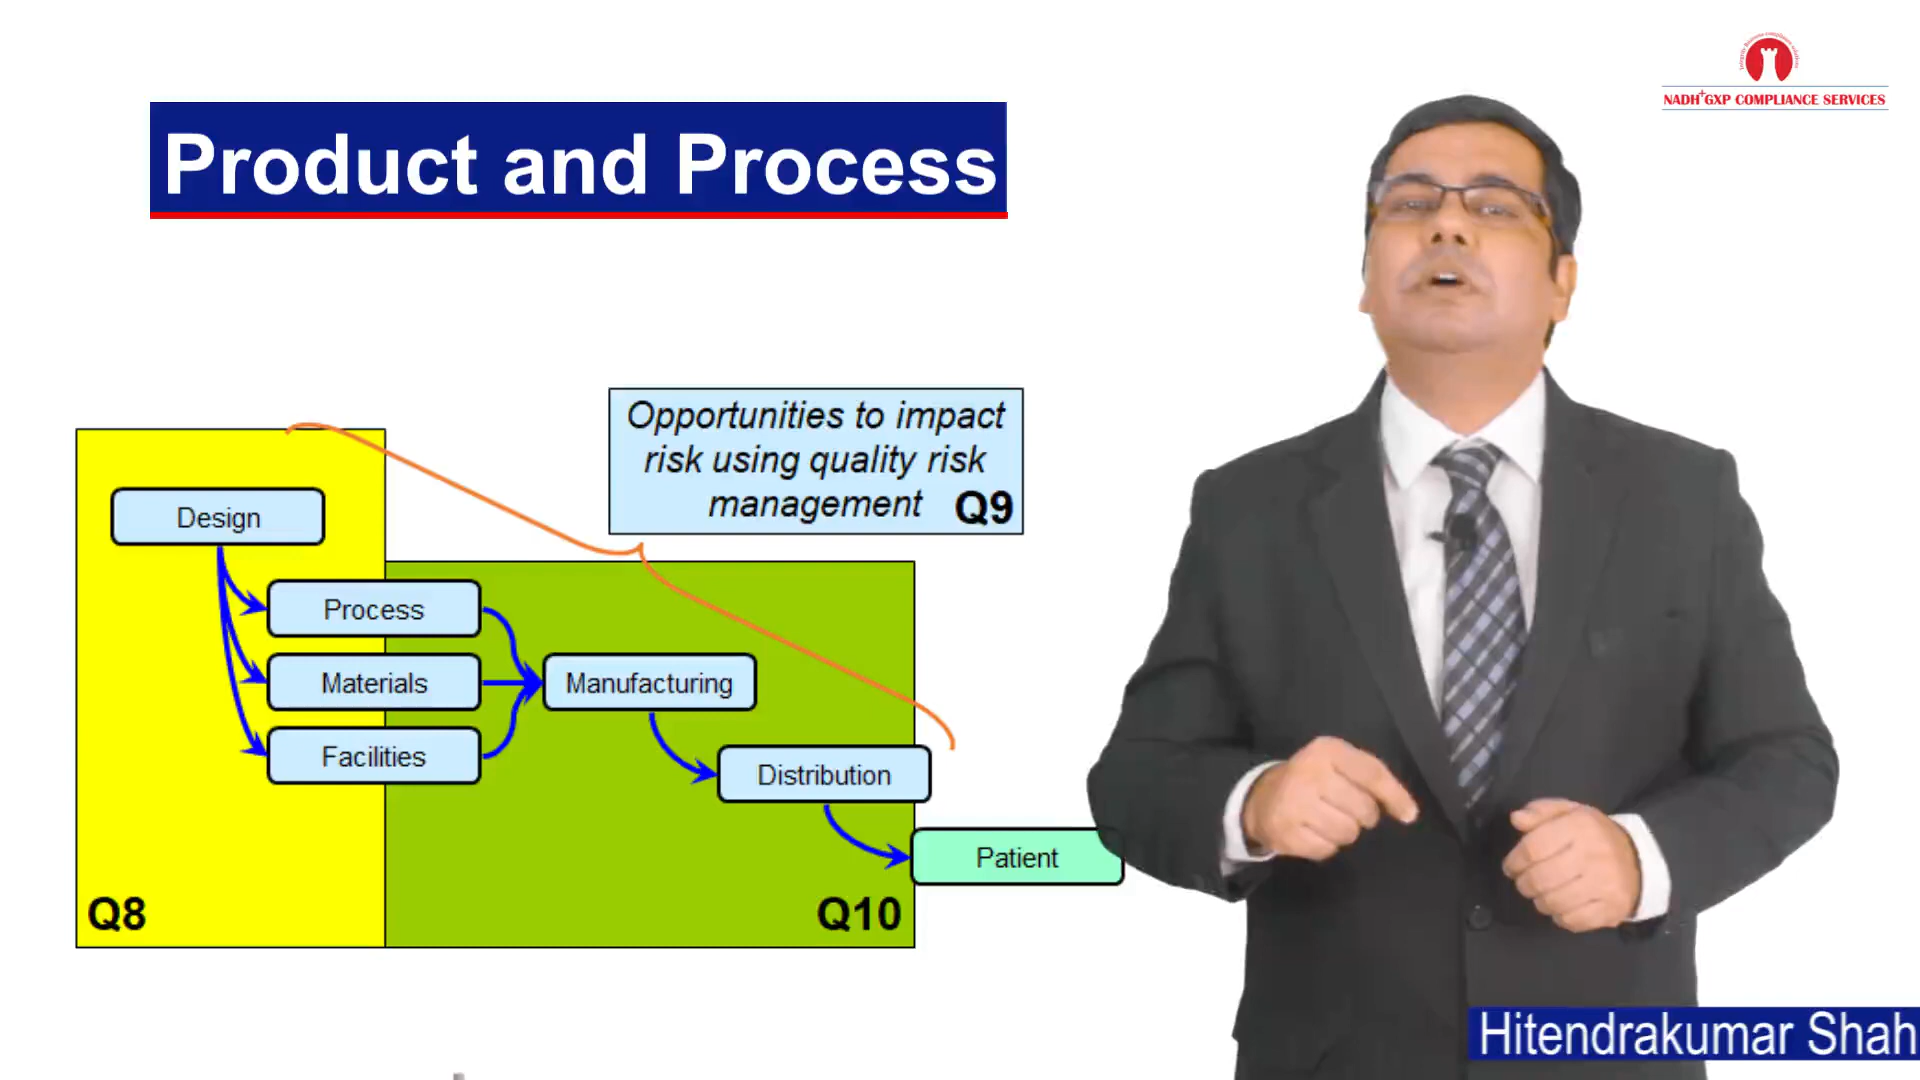 NADH+GXP COMPLIANCE SERVICES
Product and Process
Opportunities to impact
risk using quality risk
management Q9
Design
Process
Materials
Manufacturing
Facilities
Distribution
Patient
Q8
Q10
Hitendrakumar Shah